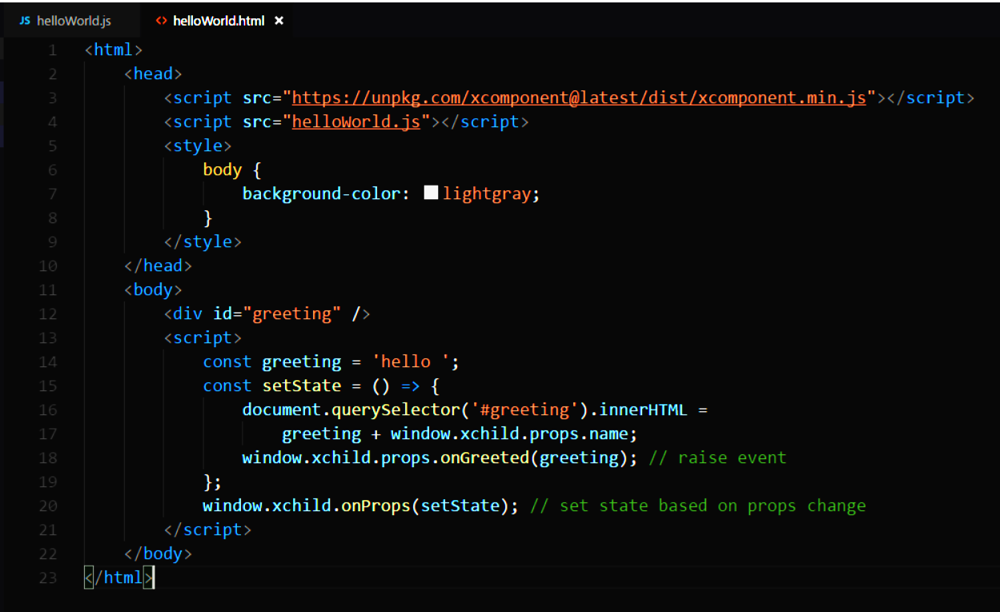 JS helloWorld.js <> helloWorld.html ×
1 <html>
2     <head>
3         <script src="https://unpkg.com/xcomponent@latest/dist/xcomponent.min.js"></script>
4         <script src="helloWorld.js"></script>
5         <style>
6             body {
7                 background-color: lightgray;
8             }
9         </style>
10     </head>
11     <body>
12         <div id="greeting" />
13         <script>
14             const greeting = 'hello ';
15             const setState = () => {
16                 document.querySelector('#greeting').innerHTML =
17                     greeting + window.xchild.props.name;
18                 window.xchild.props.onGreeted(greeting); // raise event
19             };
20             window.xchild.onProps(setState); // set state based on props change
21         </script>
22     </body>
23 </html>